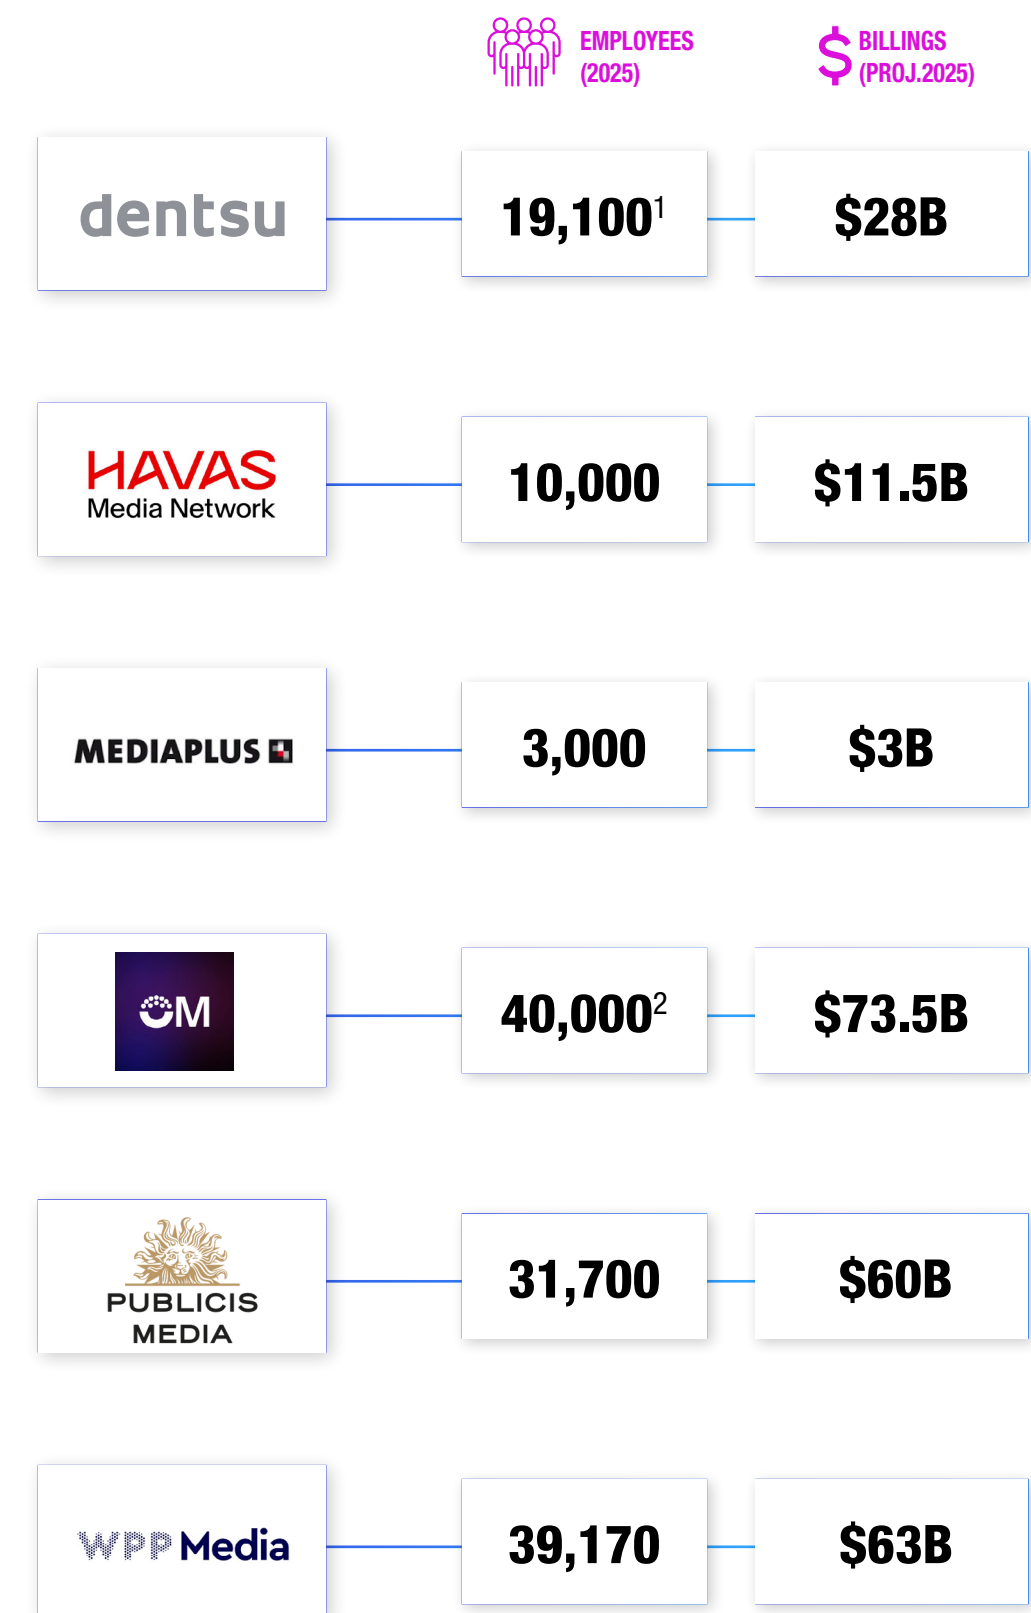 EMPLOYEES
(2025)
$ BILLINGS
(PROJ.2025)
dentsu
19,100¹
$28B
HAVAS
Media Network
10,000
$11.5B
MEDIAPLUS
3,000
$3B
OM
40,000²
$73.5B
PUBLICIS
MEDIA
31,700
$60B
WPP Media
39,170
$63B